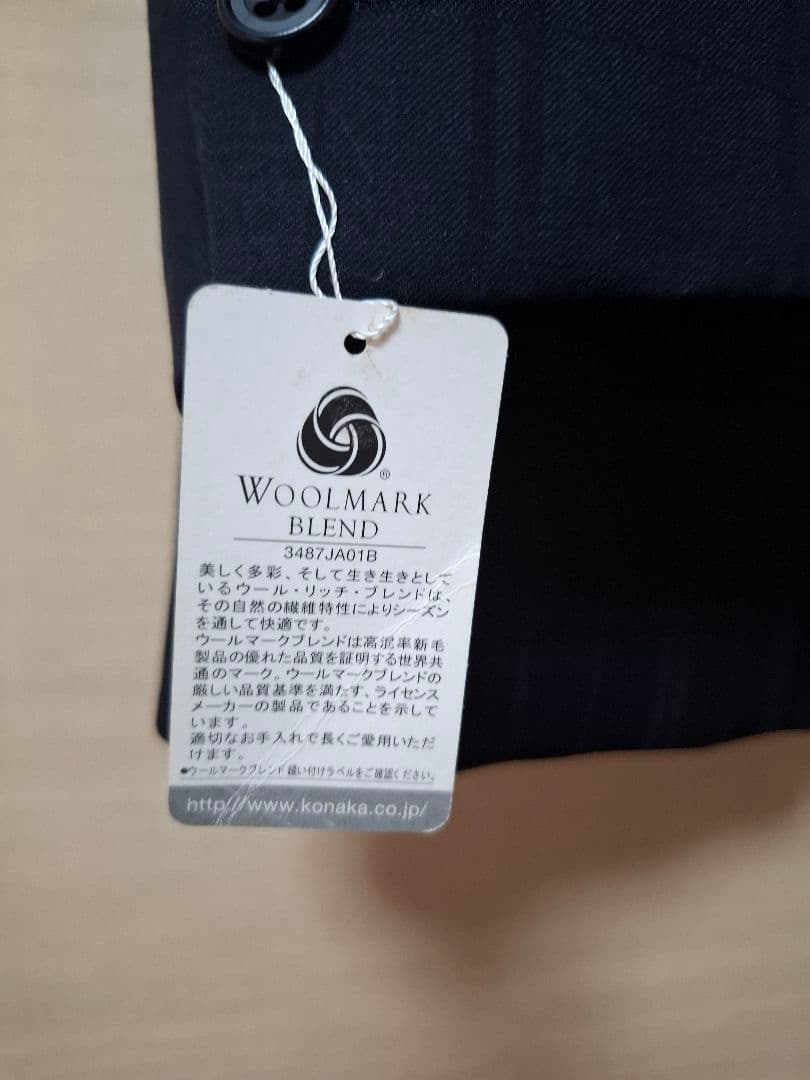 ®
WOOLMARK
BLEND
3487JA01B
美しく多彩、そして生き生きとして
いるウール・リッチ・ブレンドは、
その自然の繊維特性によりシーズン
を通して快適です。
ウールマークブレンドは高混率新毛
製品の優れた品質を証明する世界共
通のマーク。ウールマークブレンドの
厳しい品質基準を満たす、ライセンス
メーカーの製品であることを示して
います。
適切なお手入れで長くご愛用いただ
けます。
●ウールマークブレンド縫い付けラベルをご確認ください。
http://www.konaka.co.jp/